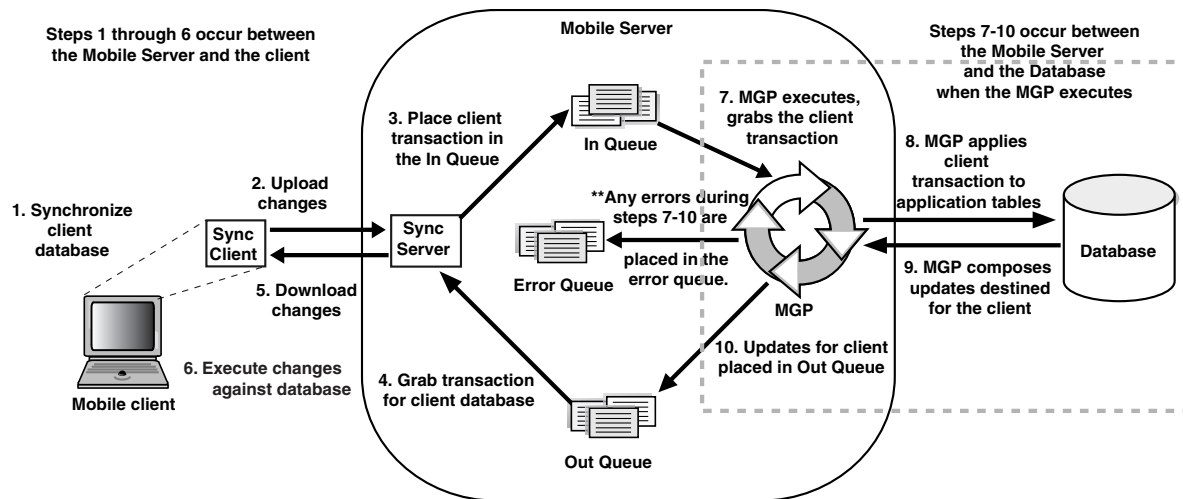 Steps 1 through 6 occur between
the Mobile Server and the client
Mobile Server
Steps 7-10 occur between
the Mobile Server
and the Database
when the MGP executes
3. Place client
transaction in
the In Queue
In Queue
7. MGP executes,
grabs the client
transaction
8. MGP applies
client
transaction to
application tables
1. Synchronize
client
database
2. Upload
changes
Sync
Client
Sync
Server
**Any errors during
steps 7-10 are
placed in the
error queue.
Error Queue
MGP
Database
5. Download
changes
9. MGP composes
updates destined
for the client
6. Execute changes
against database
Mobile client
4. Grab transaction
for client database
10. Updates for client
placed in Out Queue
Out Queue